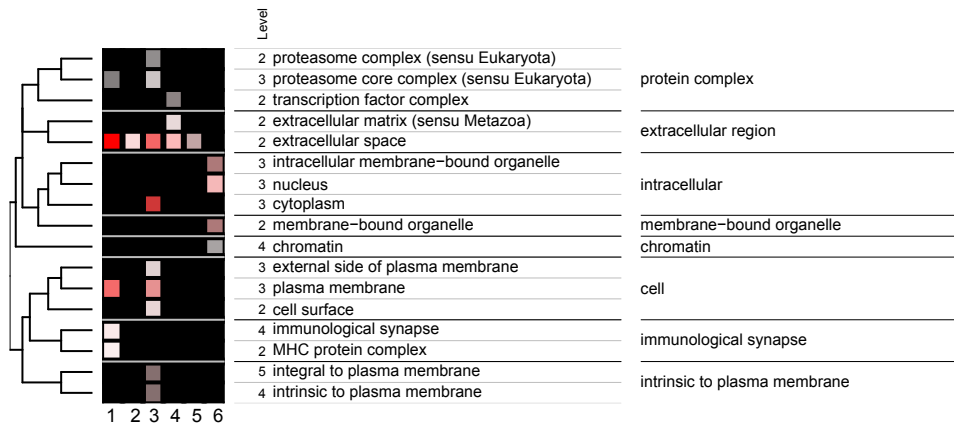 Level
2 proteasome complex (sensu Eukaryota)
3 proteasome core complex (sensu Eukaryota) protein complex
2 transcription factor complex
2 extracellular matrix (sensu Metazoa)
extracellular region
2 extracellular space
3 intracellular membrane−bound organelle
3 nucleus intracellular
3 cytoplasm
2 membrane−bound organelle membrane−bound organelle
4 chromatin chromatin
3 external side of plasma membrane
3 plasma membrane cell
2 cell surface
4 immunological synapse
immunological synapse
2 MHC protein complex
5 integral to plasma membrane
intrinsic to plasma membrane
4 intrinsic to plasma membrane
1 2 3 4 5 6